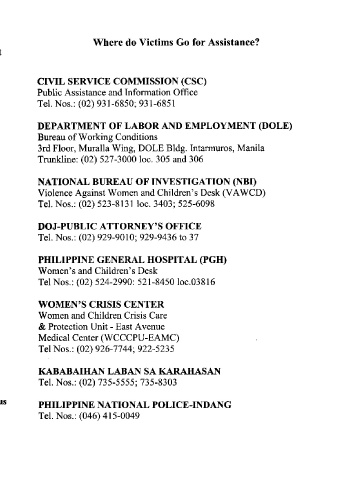 Where do Victims Go for Assistance?
CIVIL SERVICE COMMISSION (CSC)
Public Assistance and Information Office
Tel. Nos.: (02) 931-6850; 931-6851
DEPARTMENT OF LABOR AND EMPLOYMENT (DOLE)
Bureau of Working Conditions
3rd Floor, Muralla Wing, DOLE Bldg. Intarmuros, Manila
Trunkline: (02) 527-3000 loc. 305 and 306
NATIONAL BUREAU OF INVESTIGATION (NBI)
Violence Against Women and Children's Desk (VAWCD)
Tel. Nos.: (02) 523-8131 loc. 3403; 525-6098
DOJ-PUBLIC ATTORNEY'S OFFICE
Tel. Nos.: (02) 929-9010; 929-9436 to 37
PHILIPPINE GENERAL HOSPITAL (PGH)
Women's and Children's Desk
Tel Nos.: (02) 524-2990: 521-8450 loc.03816
WOMEN'S CRISIS CENTER
Women and Children Crisis Care
& Protection Unit - East Avenue
Medical Center (WCCCPU-EAMC)
Tel Nos.: (02) 926-7744; 922-5235
KABABAIHAN LABAN SA KARAHASAN
Tel. Nos.: (02) 735-5555; 735-8303
us
PHILIPPINE NATIONAL POLICE-INDANG
Tel. Nos.: (046) 415-0049